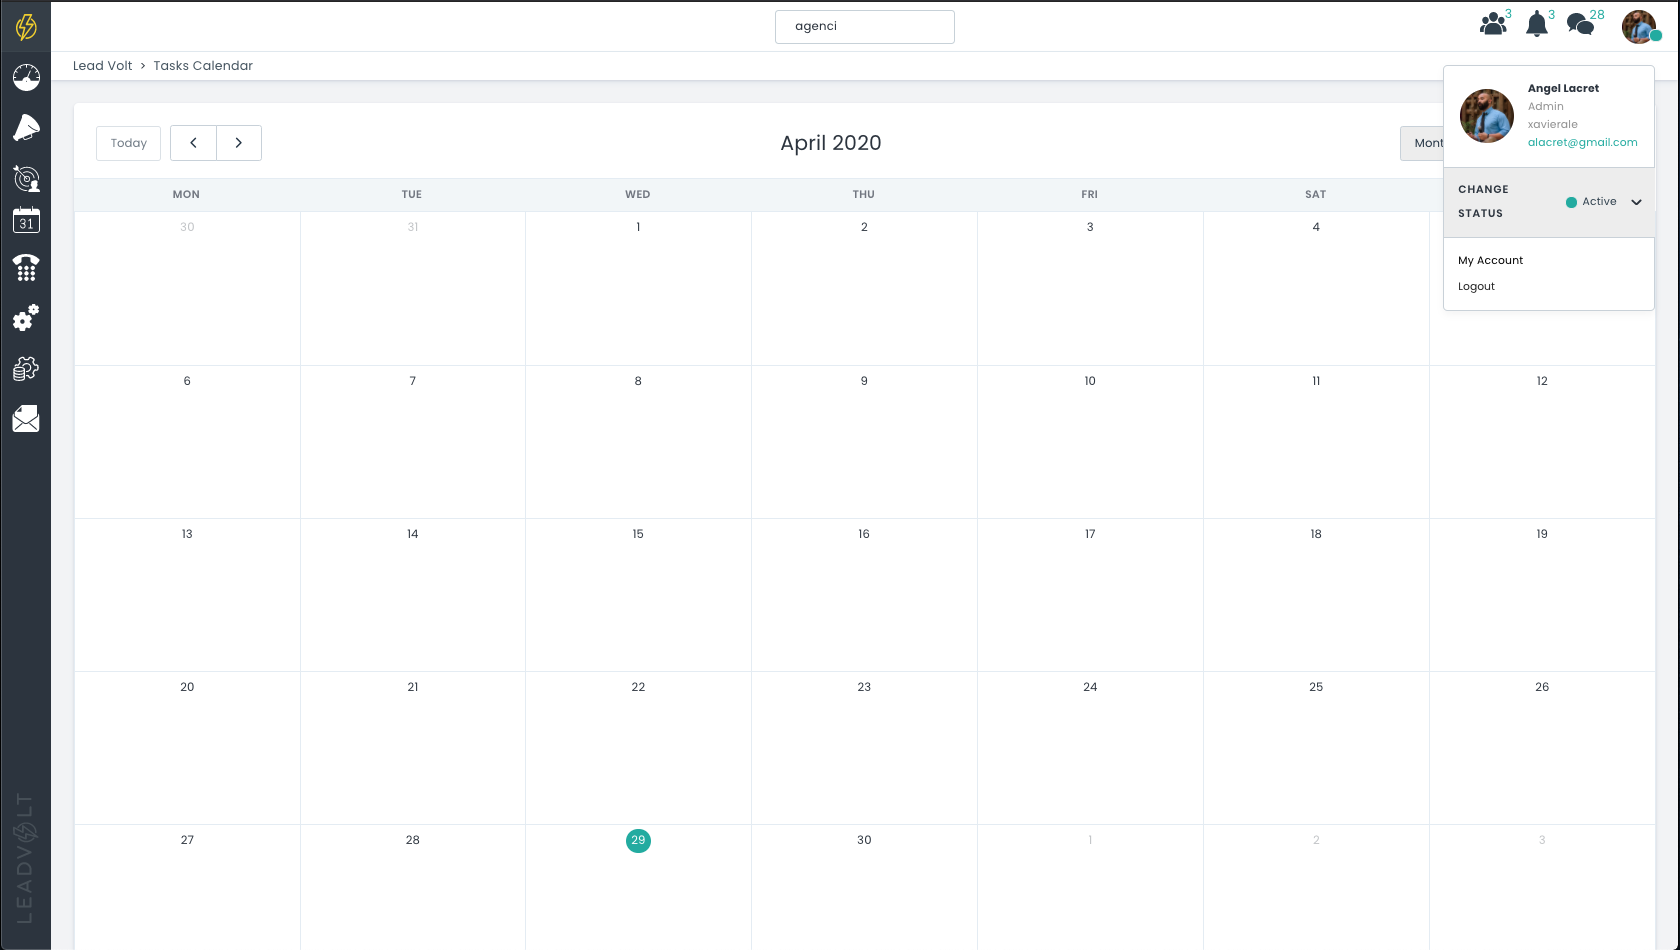 agenci
3
3
28
Lead Volt > Tasks Calendar
Angel Lacret
Admin
xavierale
alacret@gmail.com
CHANGE
STATUS
Active
My Account
Logout
Today
April 2020
Mont
MON TUE WED THU FRI SAT
30 31 1 2 3 4
6 7 8 9 10 11 12
13 14 15 16 17 18 19
20 21 22 23 24 25 26
27 28 29 30 1 2 3
31
LEADVOLT